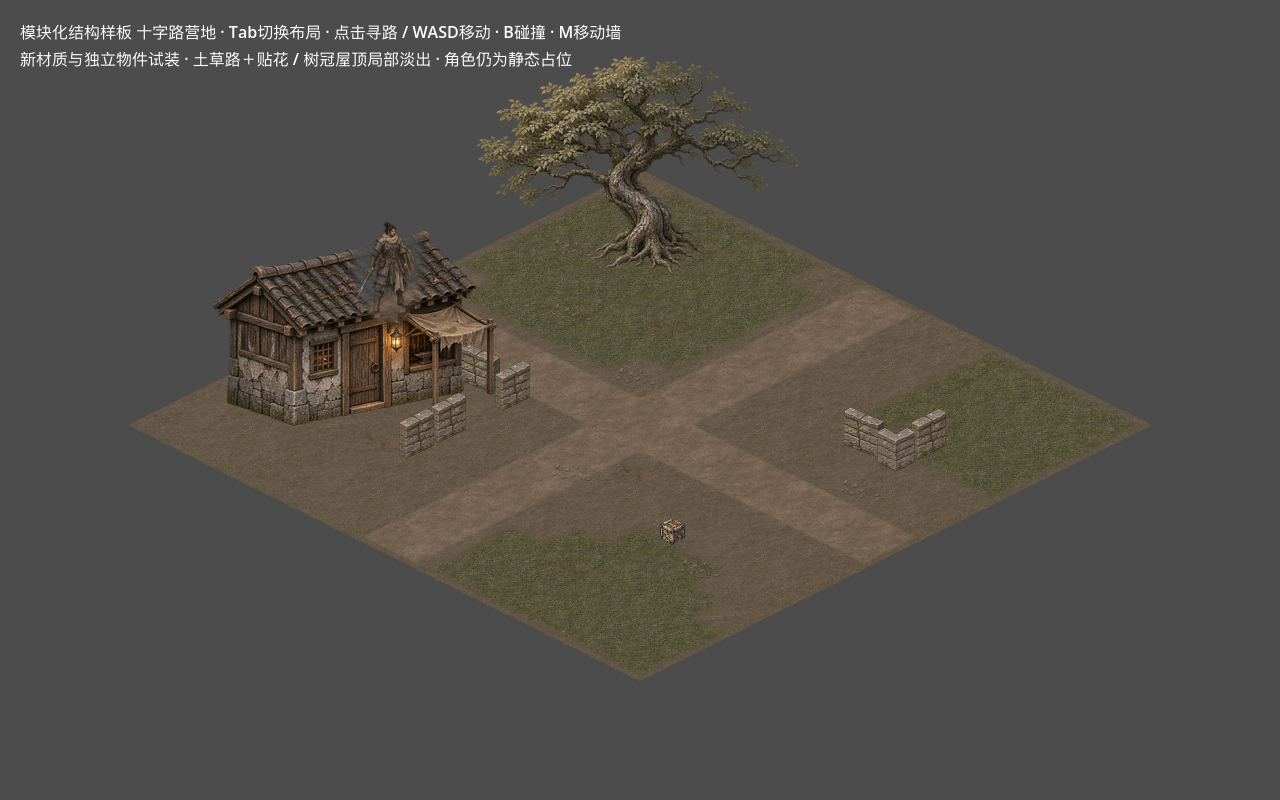 模块化结构样板 十字路营地 · Tab切换布局 · 点击寻路 / WASD移动 · B碰撞 · M移动墙
新材质与独立物件试装 · 土草路＋贴花 / 树冠屋顶局部淡出 · 角色仍为静态占位